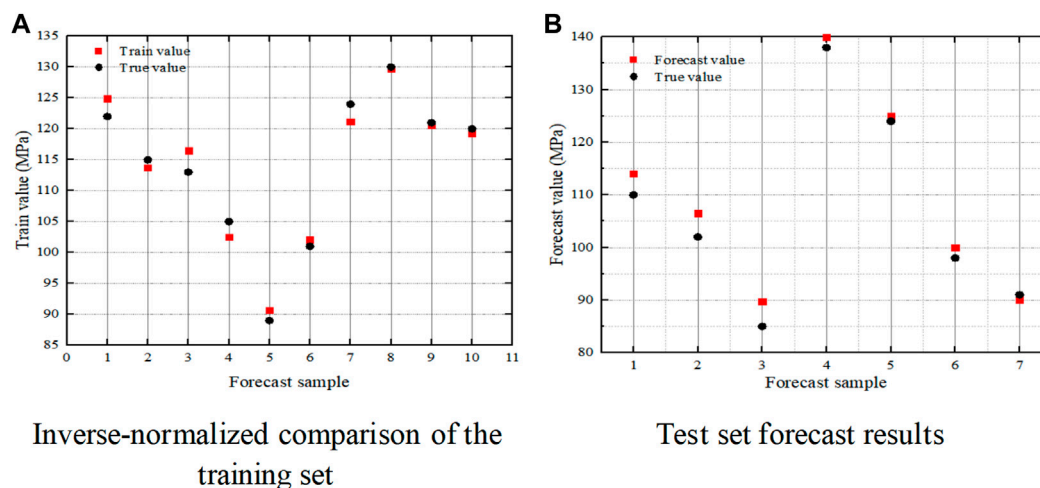 A
Train value
True value
Train value (MPa)
135
130
125
120
115
110
105
100
95
90
85
0 1 2 3 4 5 6 7 8 9 10 11
Forecast sample
Inverse-normalized comparison of the
training set
B
Forecast value
True value
Forecast value (MPa)
140
130
120
110
100
90
80
1 2 3 4 5 6 7
Forecast sample
Test set forecast results